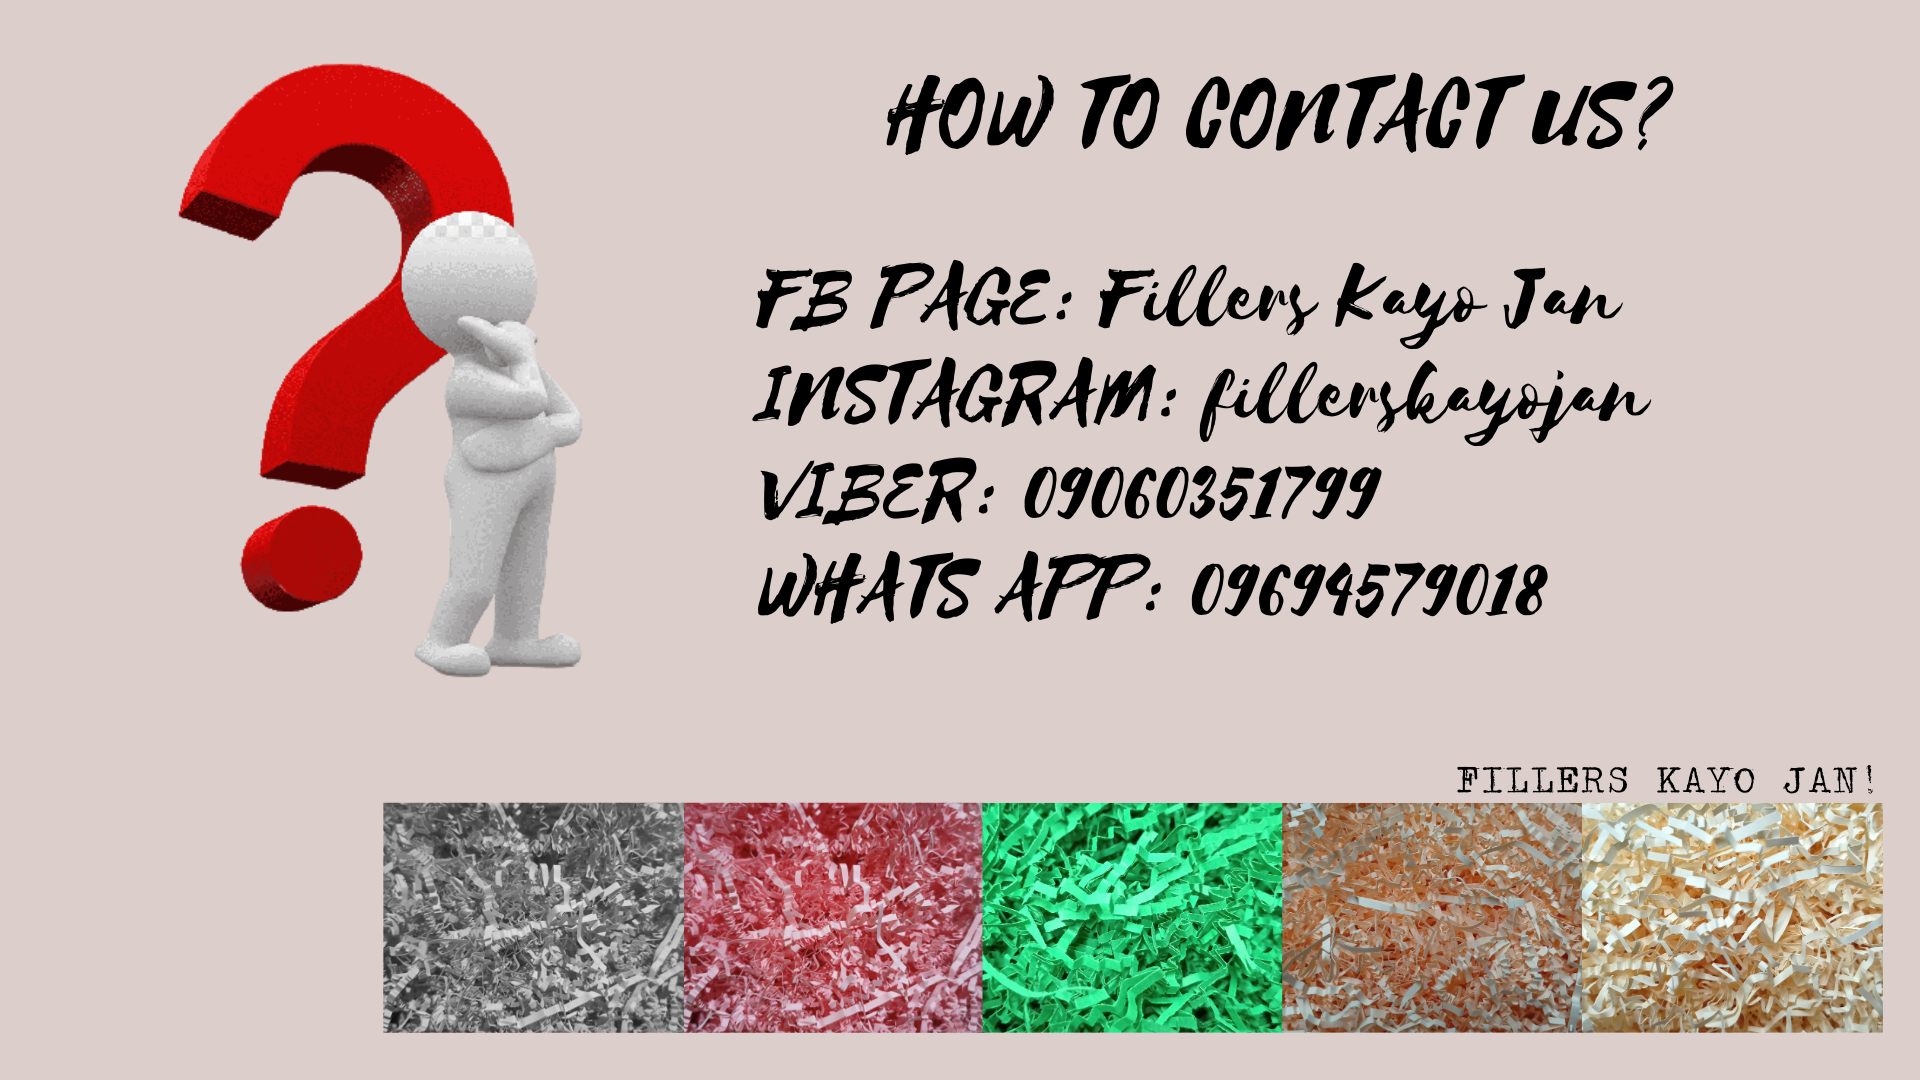 HOW TO CONTACT US?
FB PAGE: Fillers Kayo Jan
INSTAGRAM: fillerskayojan
VIBER: 09060351799
WHATS APP: 09694579018
FILLERS KAYO JAN!